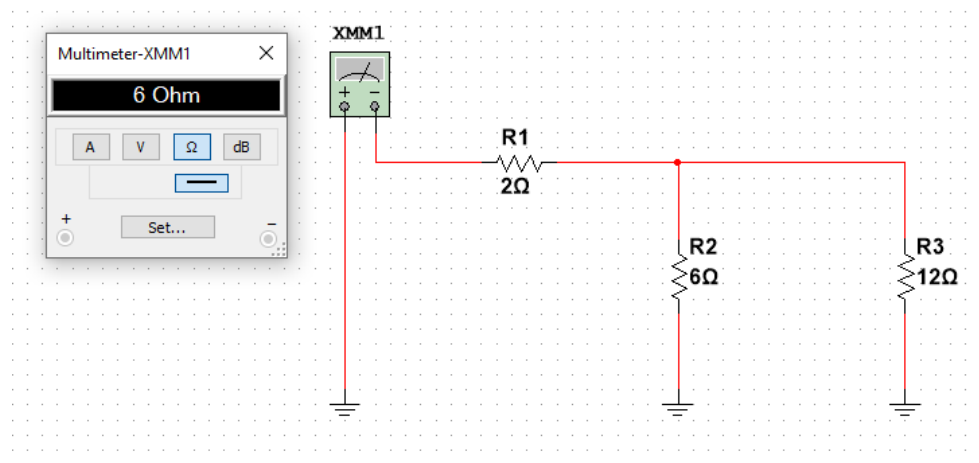 Multimeter-XMM1
6 Ohm
A V Ω dB
+ −
Set...
XMM1
+ −
R1
2Ω
R2
6Ω
R3
12Ω